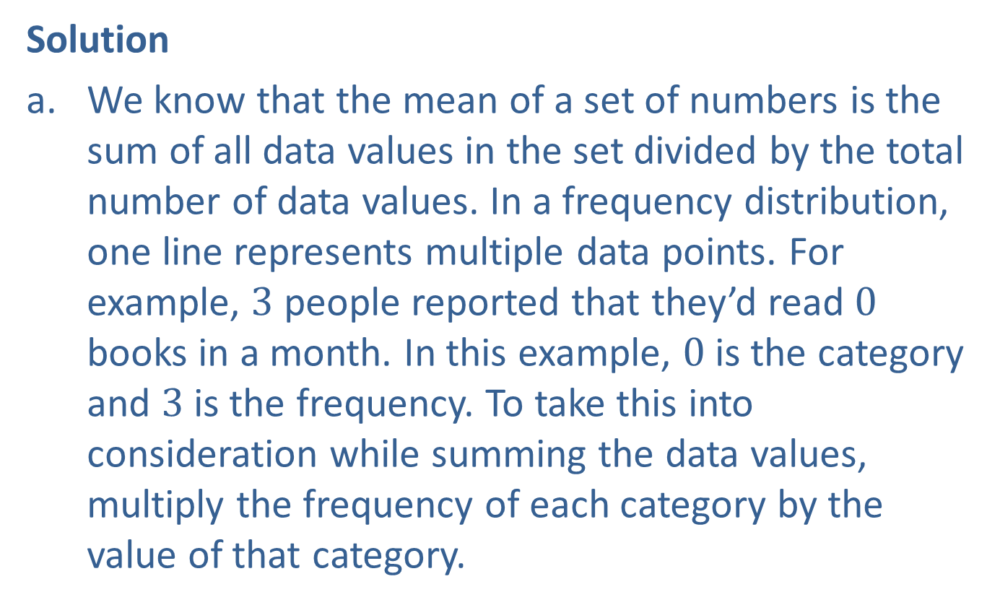 Solution
a. We know that the mean of a set of numbers is the
sum of all data values in the set divided by the total
number of data values. In a frequency distribution,
one line represents multiple data points. For
example, 3 people reported that they’d read 0
books in a month. In this example, 0 is the category
and 3 is the frequency. To take this into
consideration while summing the data values,
multiply the frequency of each category by the
value of that category.